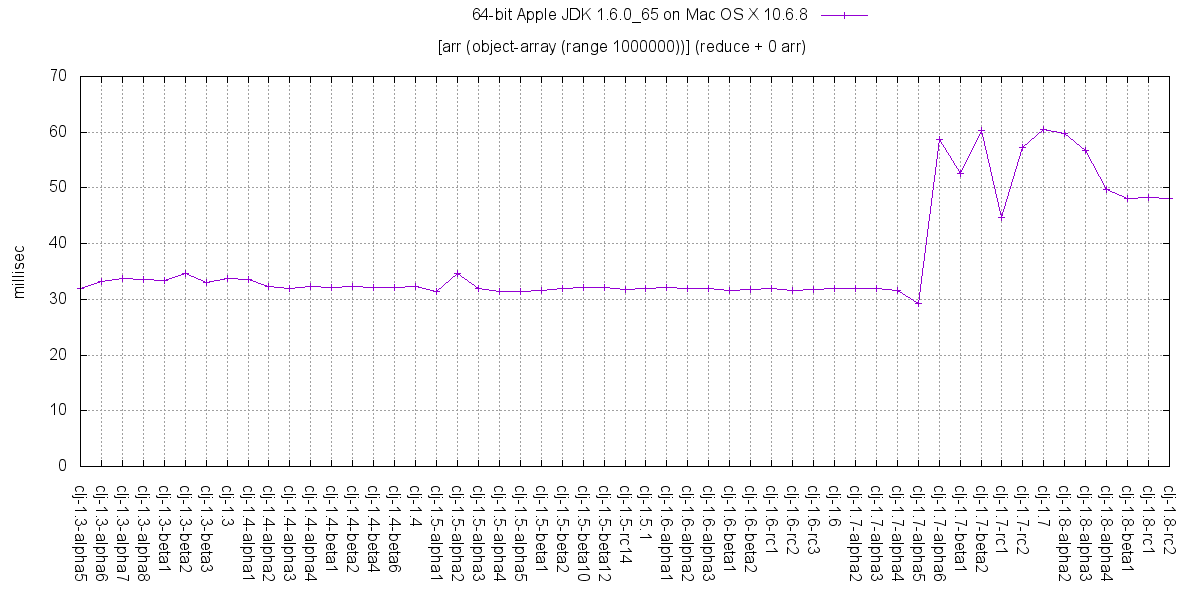 64-bit Apple JDK 1.6.0_65 on Mac OS X 10.6.8
[arr (object-array (range 1000000))] (reduce + 0 arr)
70
60
50
40
30
20
10
0
millisec
clj-1.3-alpha5
clj-1.3-alpha6
clj-1.3-alpha7
clj-1.3-alpha8
clj-1.3-beta1
clj-1.3-beta2
clj-1.3-beta3
clj-1.3
clj-1.4-alpha1
clj-1.4-alpha2
clj-1.4-alpha3
clj-1.4-alpha4
clj-1.4-beta1
clj-1.4-beta2
clj-1.4-beta4
clj-1.4-beta6
clj-1.4
clj-1.5-alpha1
clj-1.5-alpha2
clj-1.5-alpha3
clj-1.5-alpha4
clj-1.5-alpha5
clj-1.5-beta1
clj-1.5-beta2
clj-1.5-beta10
clj-1.5-beta12
clj-1.5-rc14
clj-1.5.1
clj-1.6-alpha1
clj-1.6-alpha2
clj-1.6-alpha3
clj-1.6-beta1
clj-1.6-beta2
clj-1.6-rc1
clj-1.6-rc2
clj-1.6-rc3
clj-1.6
clj-1.7-alpha2
clj-1.7-alpha3
clj-1.7-alpha4
clj-1.7-alpha5
clj-1.7-alpha6
clj-1.7-beta1
clj-1.7-beta2
clj-1.7-rc1
clj-1.7-rc2
clj-1.7
clj-1.8-alpha2
clj-1.8-alpha3
clj-1.8-alpha4
clj-1.8-beta1
clj-1.8-rc1
clj-1.8-rc2